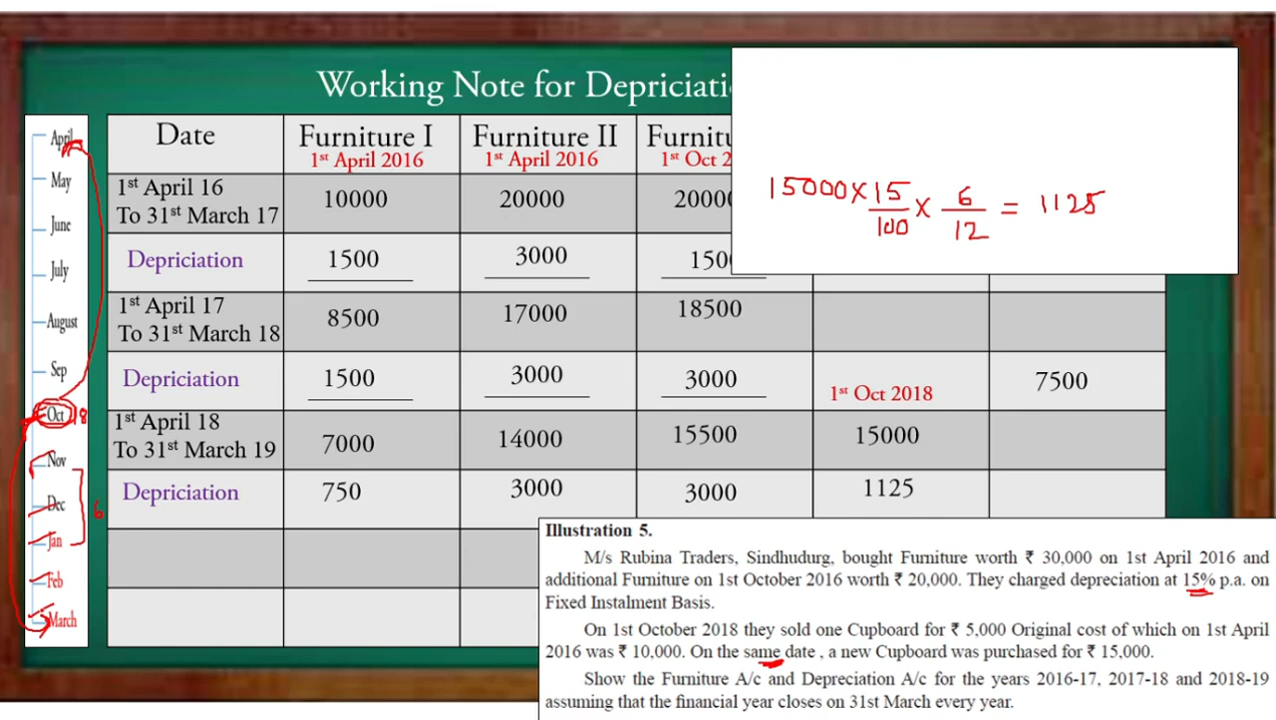 Working Note for Depriciati
April
May
June
July
August
Sep
Oct 18
Nov
Dec
Jan
Feb
March
6
Date Furniture I Furniture II Furnitu
1st April 2016 1st April 2016 1st Oct 2
1st April 16
To 31st March 17 10000 20000 20000
Depriciation 1500 3000 150
1st April 17
To 31st March 18 8500 17000 18500
Depriciation 1500 3000 3000 1st Oct 2018 7500
1st April 18
To 31st March 19 7000 14000 15500 15000
Depriciation 750 3000 3000 1125
15000 × 15/100 × 6/12 = 1125
Illustration 5.
M/s Rubina Traders, Sindhudurg, bought Furniture worth ₹ 30,000 on 1st April 2016 and
additional Furniture on 1st October 2016 worth ₹ 20,000. They charged depreciation at 15% p.a. on
Fixed Instalment Basis.
On 1st October 2018 they sold one Cupboard for ₹ 5,000 Original cost of which on 1st April
2016 was ₹ 10,000. On the same date , a new Cupboard was purchased for ₹ 15,000.
Show the Furniture A/c and Depreciation A/c for the years 2016-17, 2017-18 and 2018-19
assuming that the financial year closes on 31st March every year.